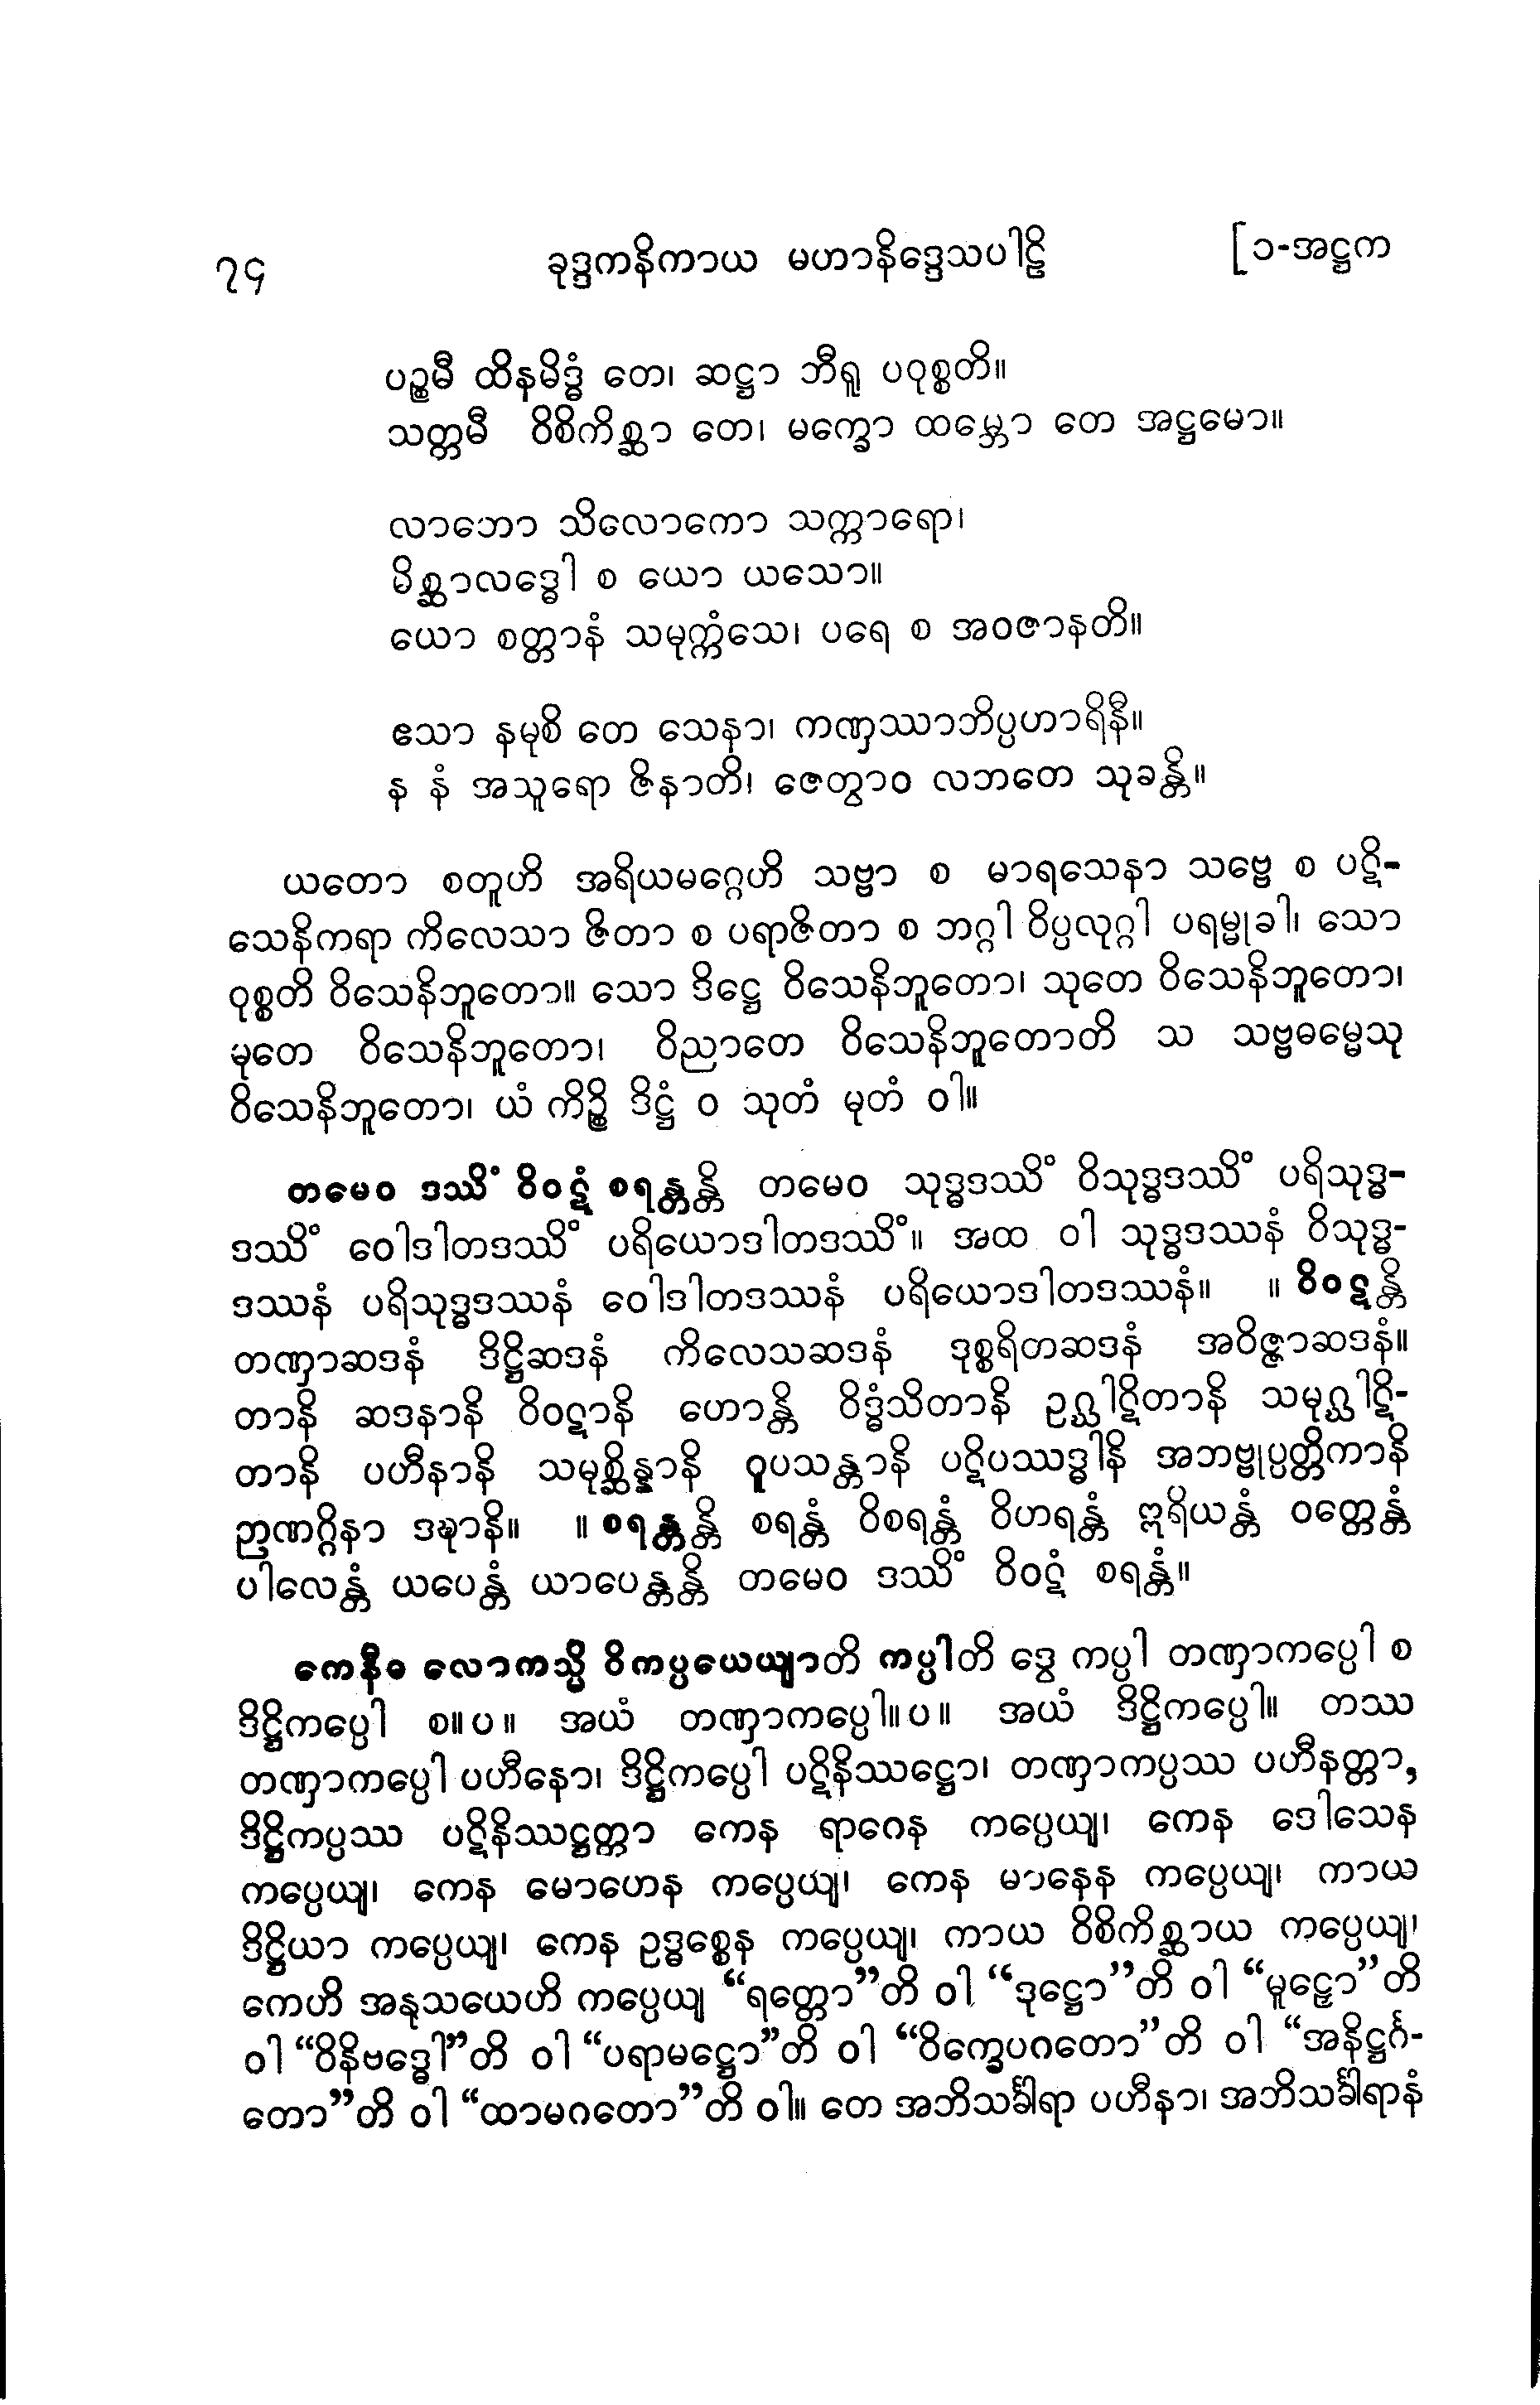 ၇၄ ခုဒ္ဒကနိကာယ မဟာနိဒ္ဒေသပါဠိ [၁-အဋ္ဌက
ပဉ္စမီ ထိနမိဒ္ဓံ တေ၊ ဆဋ္ဌာ ဘီရူ ပဝုစ္စတိ။
သတ္တမီ ဝိစိကိစ္ဆာ တေ၊ မက္ခော ထမ္ဘော တေ အဋ္ဌမော။
လာဘော သိလောကော သက္ကာရော၊
မိစ္ဆာလဒ္ဓေါ စ ယော ယသော။
ယော စတ္တာနံ သမုက္ကံသေ၊ ပရေ စ အဝဇာနတိ။
ဧသာ နမုစိ တေ သေနာ၊ ကဏှဿာဘိပ္ပဟာရိနီ။
န နံ အသူရော ဇိနာတိ၊ ဇေတွာဝ လဘတေ သုခန္တိ။
ယတော စတူဟိ အရိယမဂ္ဂေဟိ သဗ္ဗာ စ မာရသေနာ သဗ္ဗေ စ ပဋိ-
သေနိကရာ ကိလေသာ ဇိတာ စ ပရာဇိတာ စ ဘဂ္ဂါ ဝိပ္ပလုဂ္ဂါ ပရမ္မုခါ၊ သော
ဝုစ္စတိ ဝိသေနိဘူတော။ သော ဒိဋ္ဌေ ဝိသေနိဘူတော၊ သုတေ ဝိသေနိဘူတော၊
မုတေ ဝိသေနိဘူတော၊ ဝိညာတေ ဝိသေနိဘူတောတိ သ သဗ္ဗဓမ္မေသု
ဝိသေနိဘူတော၊ ယံ ကိဉ္စိ ဒိဋ္ဌံ ဝ သုတံ မုတံ ဝါ။
တမေဝ ဒဿိံ ဝိဝဋံ စရန္တန္တိ တမေဝ သုဒ္ဓဒဿိံ ဝိသုဒ္ဓဒဿိံ ပရိသုဒ္ဓ-
ဒဿိံ ဝေါဒါတဒဿိံ ပရိယောဒါတဒဿိံ။ အထ ဝါ သုဒ္ဓဒဿနံ ဝိသုဒ္ဓ-
ဒဿနံ ပရိသုဒ္ဓဒဿနံ ဝေါဒါတဒဿနံ ပရိယောဒါတဒဿနံ။ ။ ဝိဝဋန္တိ
တဏှာဆဒနံ ဒိဋ္ဌိဆဒနံ ကိလေသဆဒနံ ဒုစ္စရိတဆဒနံ အဝိဇ္ဇာဆဒနံ။
တာနိ ဆဒနာနိ ဝိဝဋာနိ ဟောန္တိ ဝိဒ္ဓံသိတာနိ ဥဂ္ဃါဋိတာနိ သမုဂ္ဃါဋိ-
တာနိ ပဟီနာနိ သမုစ္ဆိန္နာနိ ဝူပသန္တာနိ ပဋိပဿဒ္ဓါနိ အဘဗ္ဗုပ္ပတ္တိကာနိ
ဉာဏဂ္ဂိနာ ဒဍ္ဎာနိ။ ။ စရန္တန္တိ စရန္တံ ဝိစရန္တံ ဝိဟရန္တံ ဣရိယန္တံ ဝတ္တေန္တံ
ပါလေန္တံ ယပေန္တံ ယာပေန္တန္တိ တမေဝ ဒဿိံ ဝိဝဋံ စရန္တံ။
ကေနီဓ လောကသ္မိံ ဝိကပ္ပယေယျာတိ ကပ္ပါတိ ဒွေ ကပ္ပါ တဏှာကပ္ပေါ စ
ဒိဋ္ဌိကပ္ပေါ စ။ပ။ အယံ တဏှာကပ္ပေါ။ပ။ အယံ ဒိဋ္ဌိကပ္ပေါ။ တဿ
တဏှာကပ္ပေါ ပဟီနော၊ ဒိဋ္ဌိကပ္ပေါ ပဋိနိဿဋ္ဌော၊ တဏှာကပ္ပဿ ပဟီနတ္တာ,
ဒိဋ္ဌိကပ္ပဿ ပဋိနိဿဋ္ဌတ္တာ ကေန ရာဂေန ကပ္ပေယျ၊ ကေန ဒေါသေန
ကပ္ပေယျ၊ ကေန မောဟေန ကပ္ပေယျ၊ ကေန မာနေန ကပ္ပေယျ၊ ကာယ
ဒိဋ္ဌိယာ ကပ္ပေယျ၊ ကေန ဥဒ္ဓစ္စေန ကပ္ပေယျ၊ ကာယ ဝိစိကိစ္ဆာယ ကပ္ပေယျ၊
ကေဟိ အနုသယေဟိ ကပ္ပေယျ “ရတ္တော”တိ ဝါ “ဒုဋ္ဌော”တိ ဝါ “မူဠှော”တိ
ဝါ “ဝိနိဗဒ္ဓေါ”တိ ဝါ “ပရာမဋ္ဌော”တိ ဝါ “ဝိက္ခေပဂတော”တိ ဝါ “အနိဋ္ဌင်္ဂ-
တော”တိ ဝါ “ထာမဂတော”တိ ဝါ။ တေ အဘိသင်္ခါရာ ပဟီနာ၊ အဘိသင်္ခါရာနံ